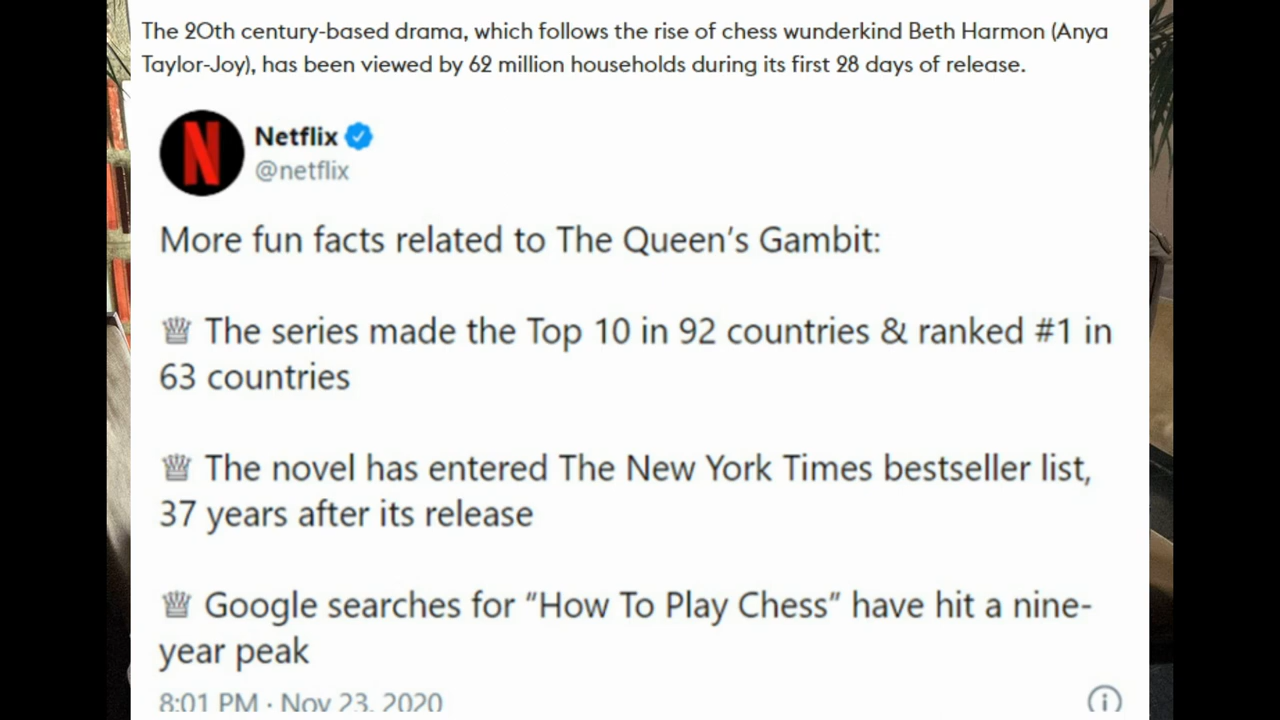 The 20th century-based drama, which follows the rise of chess wunderkind Beth Harmon (Anya
Taylor-Joy), has been viewed by 62 million households during its first 28 days of release.
N
Netflix
@netflix
More fun facts related to The Queen's Gambit:
♕ The series made the Top 10 in 92 countries & ranked #1 in
63 countries
♕ The novel has entered The New York Times bestseller list,
37 years after its release
♕ Google searches for “How To Play Chess” have hit a nine-
year peak
8:01 PM · Nov 23, 2020